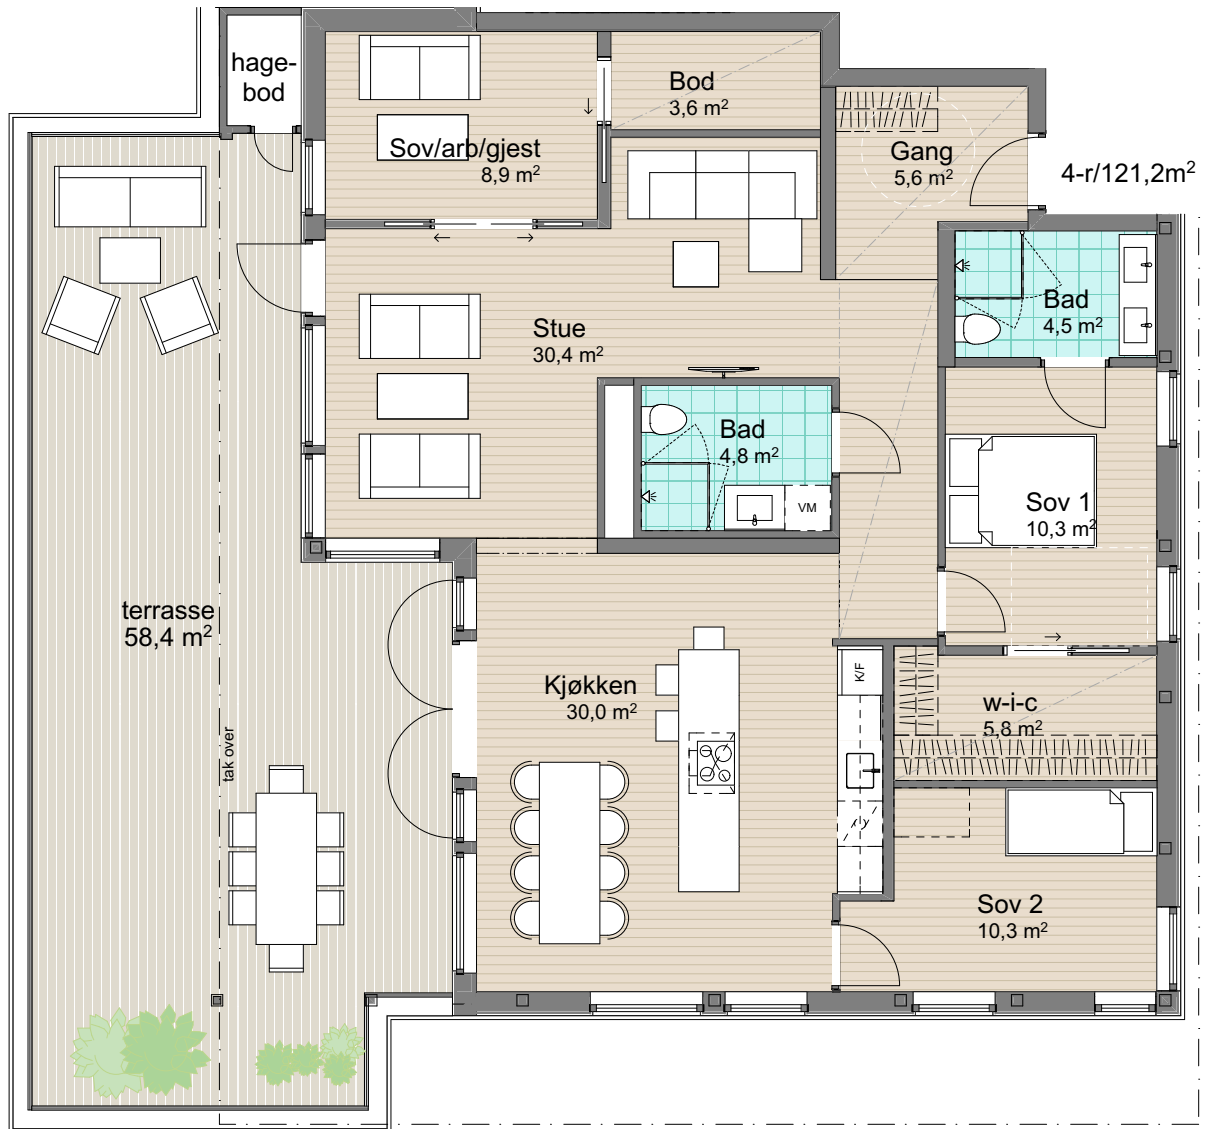 hage-
bod
Bod
3,6 m²
Sov/arb/gjest
8,9 m²
Gang
5,6 m²
4-r/121,2m²
Bad
4,5 m²
Stue
30,4 m²
Bad
4,8 m²
VM
Sov 1
10,3 m²
terrasse
58,4 m²
Kjøkken
30,0 m²
K/F
w-i-c
5,8 m²
tak over
Sov 2
10,3 m²